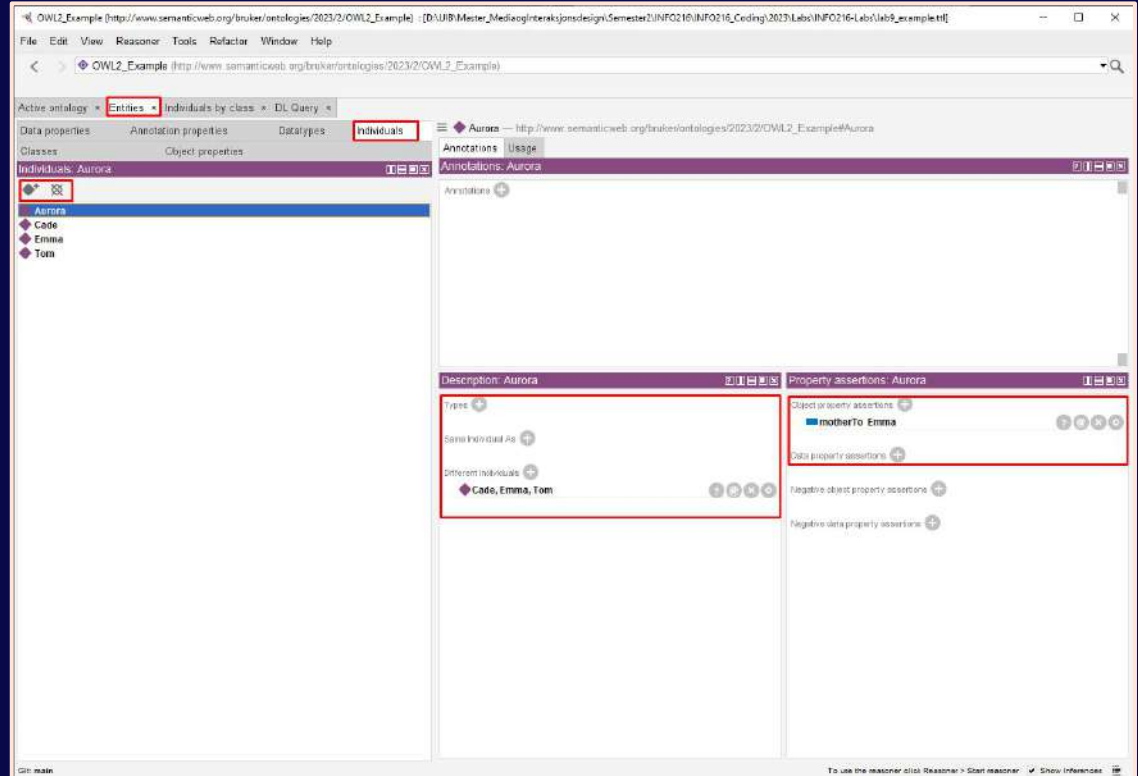 OWL2_Example (http://www.semanticweb.org/bruker/ontologies/2023/2/OWL2_Example) : [D:\UIB\Mester_MediaogInteraksjonsdesign\Semester2\INFO216\INFO216_Coding\2023\Labs\INFO216-Labs\lab9_example.ttl]
File Edit View Reasoner Tools Refactor Window Help
OWL2_Example (http://www.semanticweb.org/bruker/ontologies/2023/2/OWL2_Example)
Active ontology × Entities × Individuals by class × DL Query ×
Data properties Annotation properties Datatypes Individuals
Classes Object properties
Individuals: Aurora
Aurora
Cade
Emma
Tom
Aurora — http://www.semanticweb.org/bruker/ontologies/2023/2/OWL2_Example#Aurora
Annotations Usage
Annotations: Aurora
Annotations
Description: Aurora
Types
Same Individual As
Different Individuals
Cade, Emma, Tom
Property assertions: Aurora
Object property assertions
motherTo Emma
Data property assertions
Negative object property assertions
Negative data property assertions
Git: main
To use the reasoner click Reasoner > Start reasoner Show Inferences